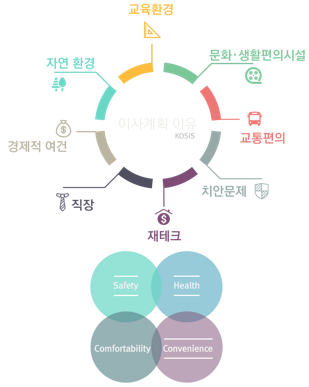 교육환경
자연 환경
문화·생활편의시설
이사계획 이유
KOSIS
교통편의
경제적 여건
치안문제
직장
재테크
Safety
Health
Comfortability
Convenience